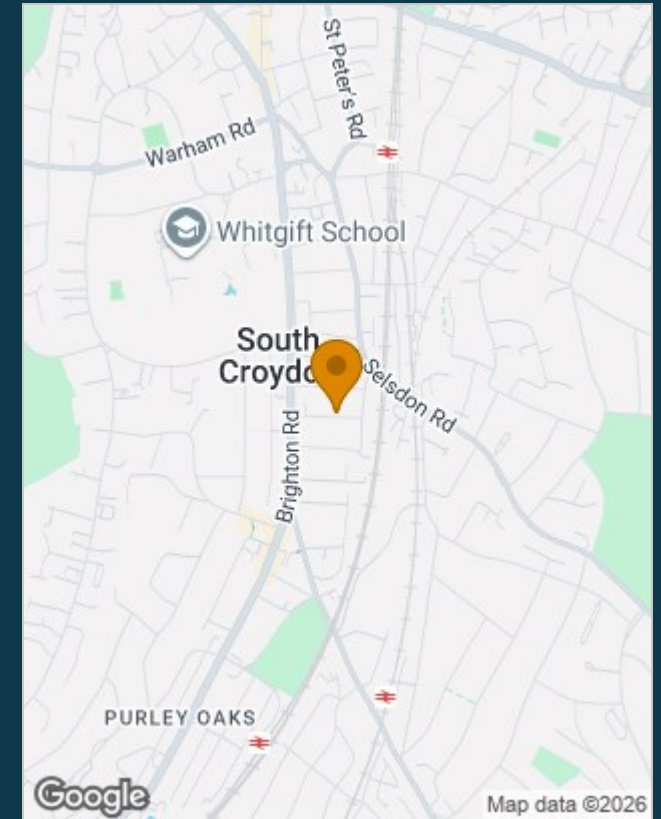 St Peter's Rd
Warham Rd
Whitgift School
South
Croydo
Selsdon Rd
Brighton Rd
PURLEY OAKS
Google
Map data ©2026